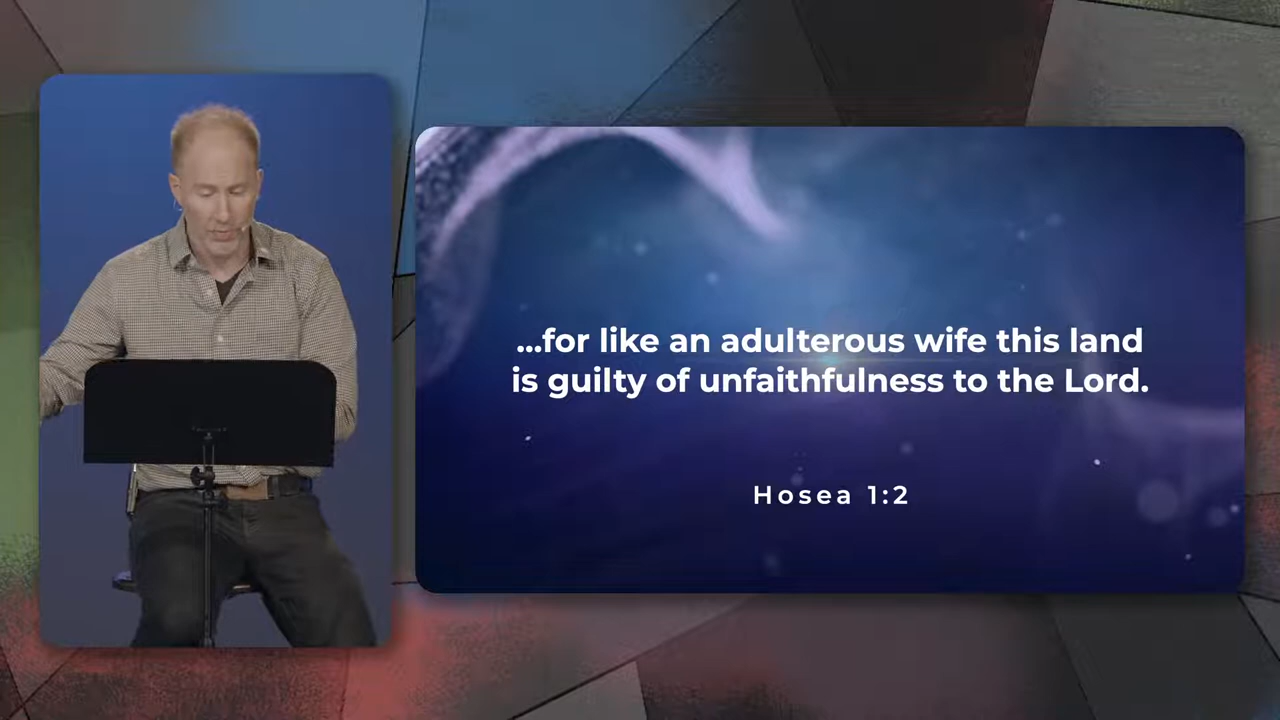 ...for like an adulterous wife this land
is guilty of unfaithfulness to the Lord.
Hosea 1:2